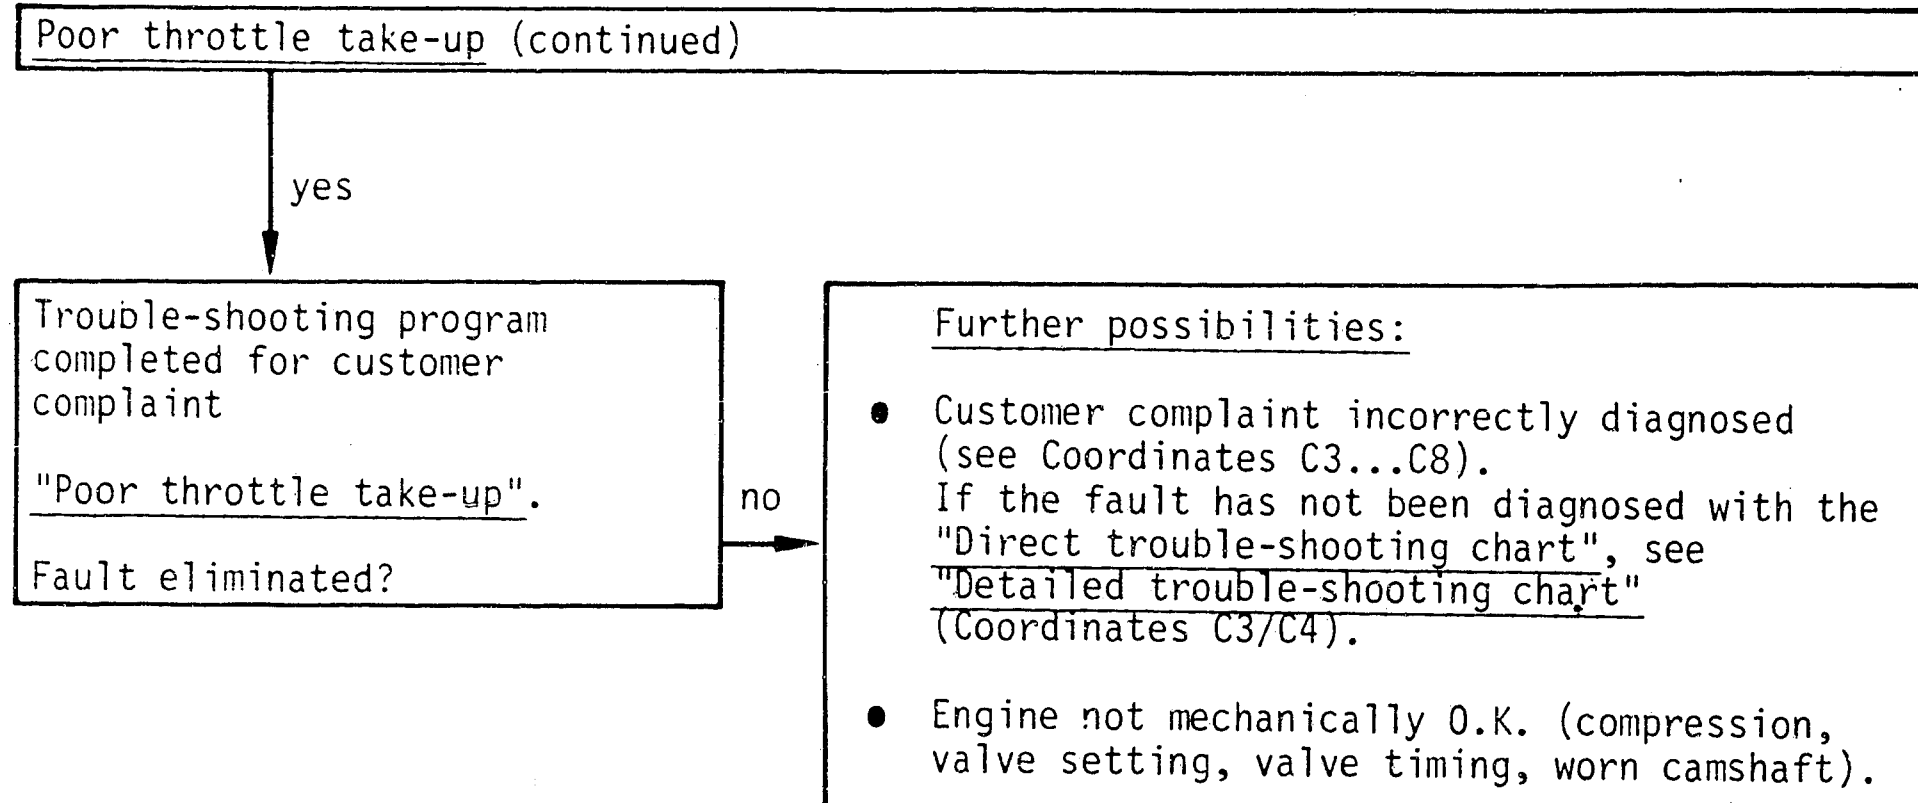 Poor throttle take-up (continued)
yes
Trouble-shooting program
completed for customer
complaint
"Poor throttle take-up".
Fault eliminated?
no
Further possibilities:
● Customer complaint incorrectly diagnosed
(see Coordinates C3...C8).
If the fault has not been diagnosed with the
"Direct trouble-shooting chart", see
"Detailed trouble-shooting chart"
(Coordinates C3/C4).
● Engine not mechanically O.K. (compression,
valve setting, valve timing, worn camshaft).